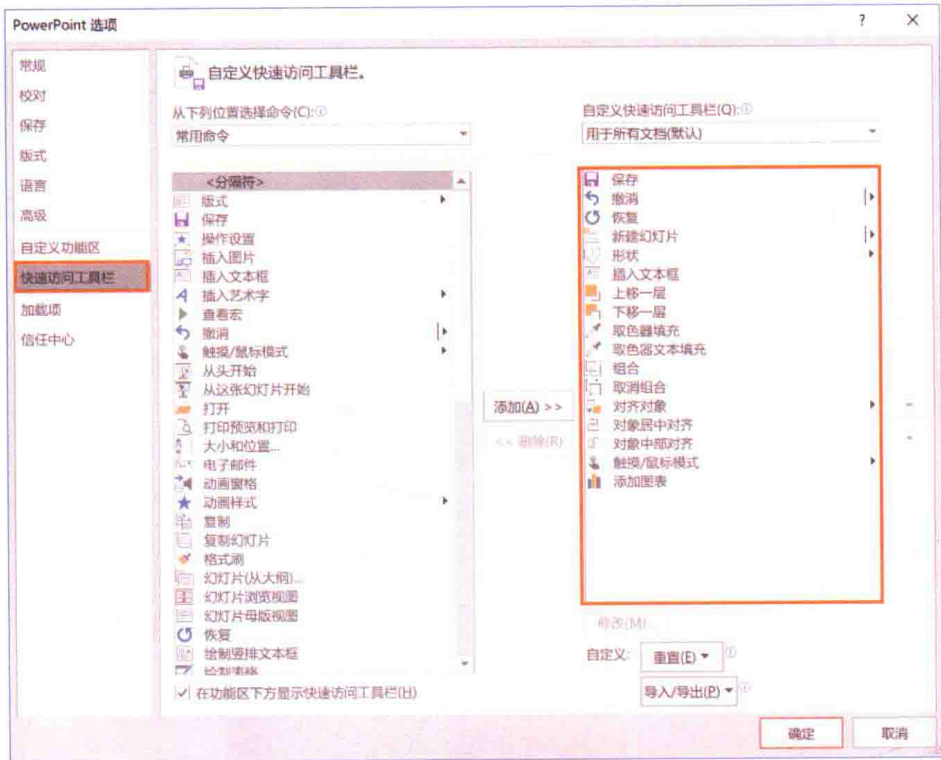 PowerPoint 选项
? ×
常规
校对
保存
版式
语言
高级
自定义功能区
快速访问工具栏
加载项
信任中心
自定义快速访问工具栏。
从下列位置选择命令(C):
常用命令
<分隔符>
版式
保存
操作设置
插入图片
插入文本框
插入艺术字
查看宏
撤消
触摸/鼠标模式
从头开始
从这张幻灯片开始
打开
打印预览和打印
大小和位置...
电子邮件
动画窗格
动画样式
复制
复制幻灯片
格式刷
幻灯片(从大纲)...
幻灯片浏览视图
幻灯片母版视图
恢复
绘制竖排文本框
绘制表格
在功能区下方显示快速访问工具栏(H)
添加(A) >>
<< 删除(R)
自定义快速访问工具栏(Q):
用于所有文档(默认)
保存
撤消
恢复
新建幻灯片
形状
插入文本框
上移一层
下移一层
取色器填充
取色器文本填充
组合
取消组合
对齐对象
对象居中对齐
对象中部对齐
触摸/鼠标模式
添加图表
修改(M)...
自定义: 重置(E)
导入/导出(P)
确定 取消